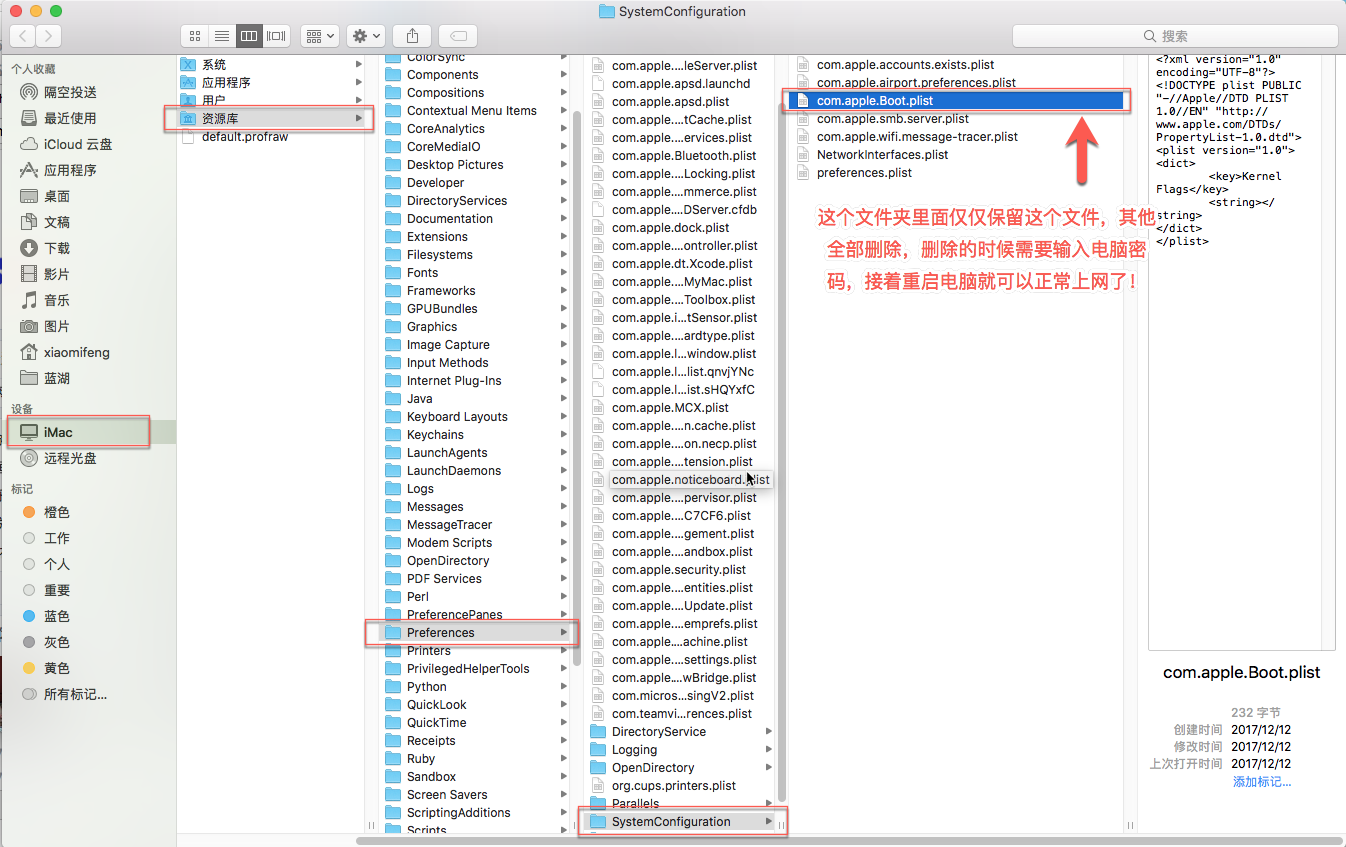 SystemConfiguration
搜索
个人收藏
隔空投送
最近使用
iCloud 云盘
应用程序
桌面
文稿
下载
影片
音乐
图片
xiaomifeng
蓝湖
设备
iMac
远程光盘
标记
橙色
工作
个人
重要
蓝色
灰色
黄色
所有标记...
系统
应用程序
用户
资源库
default.profraw
ColorSync
Components
Compositions
Contextual Menu Items
CoreAnalytics
CoreMediaIO
Desktop Pictures
Developer
DirectoryServices
Documentation
Extensions
Filesystems
Fonts
Frameworks
GPUBundles
Graphics
Image Capture
Input Methods
Internet Plug-Ins
Java
Keyboard Layouts
Keychains
LaunchAgents
LaunchDaemons
Logs
Messages
MessageTracer
Modem Scripts
OpenDirectory
PDF Services
Perl
PreferencePanes
Preferences
Printers
PrivilegedHelperTools
Python
QuickLook
QuickTime
Receipts
Ruby
Sandbox
Screen Savers
ScriptingAdditions
Scripts
com.apple....leServer.plist
com.apple.apsd.launchd
com.apple.apsd.plist
com.apple....tCache.plist
com.apple....ervices.plist
com.apple.Bluetooth.plist
com.apple....Locking.plist
com.apple....mmerce.plist
com.apple....DServer.cfdb
com.apple.dock.plist
com.apple....ontroller.plist
com.apple.dt.Xcode.plist
com.apple....MyMac.plist
com.apple....Toolbox.plist
com.apple.i...tSensor.plist
com.apple....ardtype.plist
com.apple.l...window.plist
com.apple.l...list.qnvjYNc
com.apple.l...ist.sHQYxfC
com.apple.MCX.plist
com.apple....n.cache.plist
com.apple....on.necp.plist
com.apple....tension.plist
com.apple.noticeboard.plist
com.apple....pervisor.plist
com.apple....C7CF6.plist
com.apple....gement.plist
com.apple....andbox.plist
com.apple.security.plist
com.apple....entities.plist
com.apple....Update.plist
com.apple....emprefs.plist
com.apple....achine.plist
com.apple....settings.plist
com.apple....wBridge.plist
com.micros...singV2.plist
com.teamvi...rences.plist
DirectoryService
Logging
OpenDirectory
org.cups.printers.plist
Parallels
SystemConfiguration
com.apple.accounts.exists.plist
com.apple.airport.preferences.plist
com.apple.Boot.plist
com.apple.smb.server.plist
com.apple.wifi.message-tracer.plist
NetworkInterfaces.plist
preferences.plist
这个文件夹里面仅仅保留这个文件，其他
全部删除，删除的时候需要输入电脑密
码，接着重启电脑就可以正常上网了！
<?xml version="1.0"
encoding="UTF-8"?>
<!DOCTYPE plist PUBLIC
"-//Apple//DTD PLIST
1.0//EN" "http://
www.apple.com/DTDs/
PropertyList-1.0.dtd">
<plist version="1.0">
<dict>
<key>Kernel
Flags</key>
<string></
string>
</dict>
</plist>
com.apple.Boot.plist
232 字节
创建时间 2017/12/12
修改时间 2017/12/12
上次打开时间 2017/12/12
添加标记...